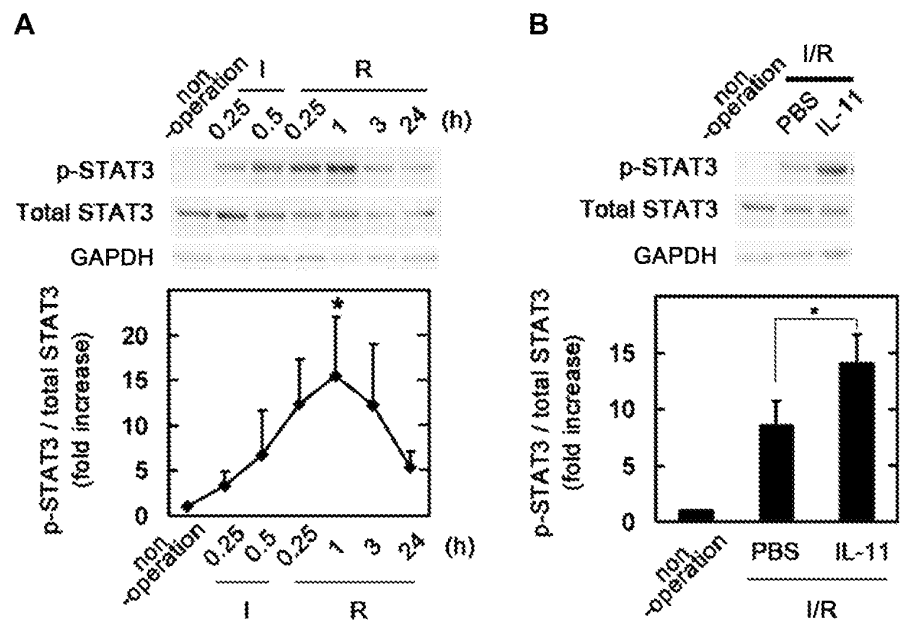 A
I R
non
-operation 0.25 0.5 0.25 1 3 24 (h)
p-STAT3
Total STAT3
GAPDH
p-STAT3 / total STAT3
(fold increase)
20
15
10
5
0
*
non
-operation 0.25 0.5 0.25 1 3 24 (h)
I R
B
I/R
non
-operation PBS IL-11
p-STAT3
Total STAT3
GAPDH
p-STAT3 / total STAT3
(fold increase)
15
10
5
0
*
non
-operation PBS IL-11
I/R